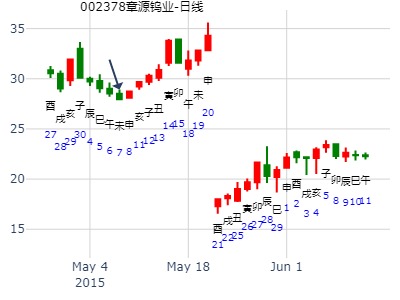 002378章源钨业-日线
35
30
25
20
15
酉 戌 亥 子 辰 巳 午 未 申 亥 子 丑 寅 卯 午 未 申
27 28 29 30 4 5 6 7 8 11 12 13 14 15 18 19 20
酉 戌 丑 寅 卯 辰 巳 申 酉 戌 亥 子 卯 辰 巳 午
21 22 25 26 27 28 29 1 2 3 4 5 8 9 10 11
May 4 May 18 Jun 1
2015